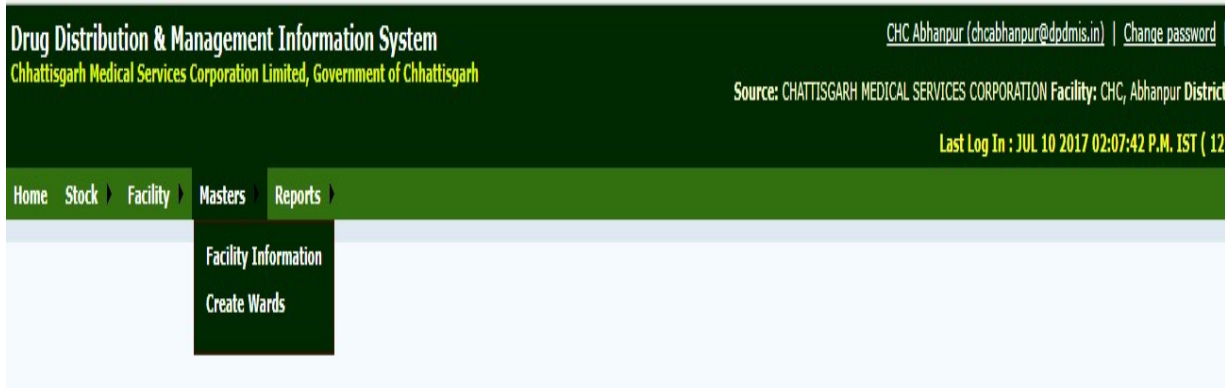 Drug Distribution & Management Information System
Chhattisgarh Medical Services Corporation Limited, Government of Chhattisgarh
CHC Abhanpur (chcabhanpur@dpdmis.in) | Change password |
Source: CHATTISGARH MEDICAL SERVICES CORPORATION Facility: CHC, Abhanpur District
Last Log In : JUL 10 2017 02:07:42 P.M. IST ( 12
Home Stock Facility Masters Reports
Facility Information
Create Wards